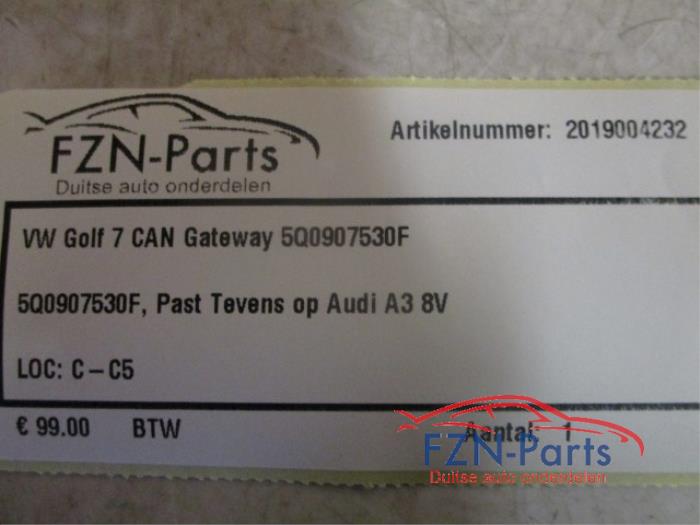 FZN-Parts
Duitse auto onderdelen
Artikelnummer: 2019004232
VW Golf 7 CAN Gateway 5Q0907530F
5Q0907530F, Past Tevens op Audi A3 8V
LOC: C-C5
€ 99.00 BTW Aantal: 1
FZN-Parts
Duitse auto onderdelen